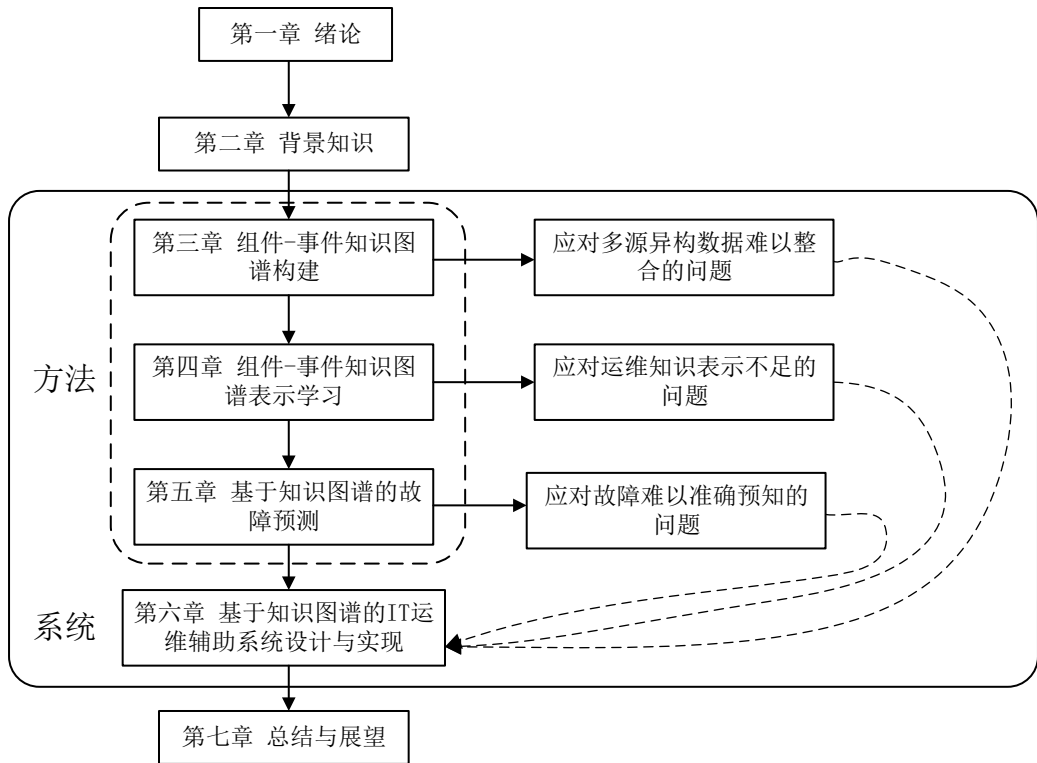 第一章 绪论
第二章 背景知识
第三章 组件-事件知识图
谱构建
应对多源异构数据难以整
合的问题
方法
第四章 组件-事件知识图
谱表示学习
应对运维知识表示不足的
问题
第五章 基于知识图谱的故
障预测
应对故障难以准确预知的
问题
系统
第六章 基于知识图谱的IT运
维辅助系统设计与实现
第七章 总结与展望